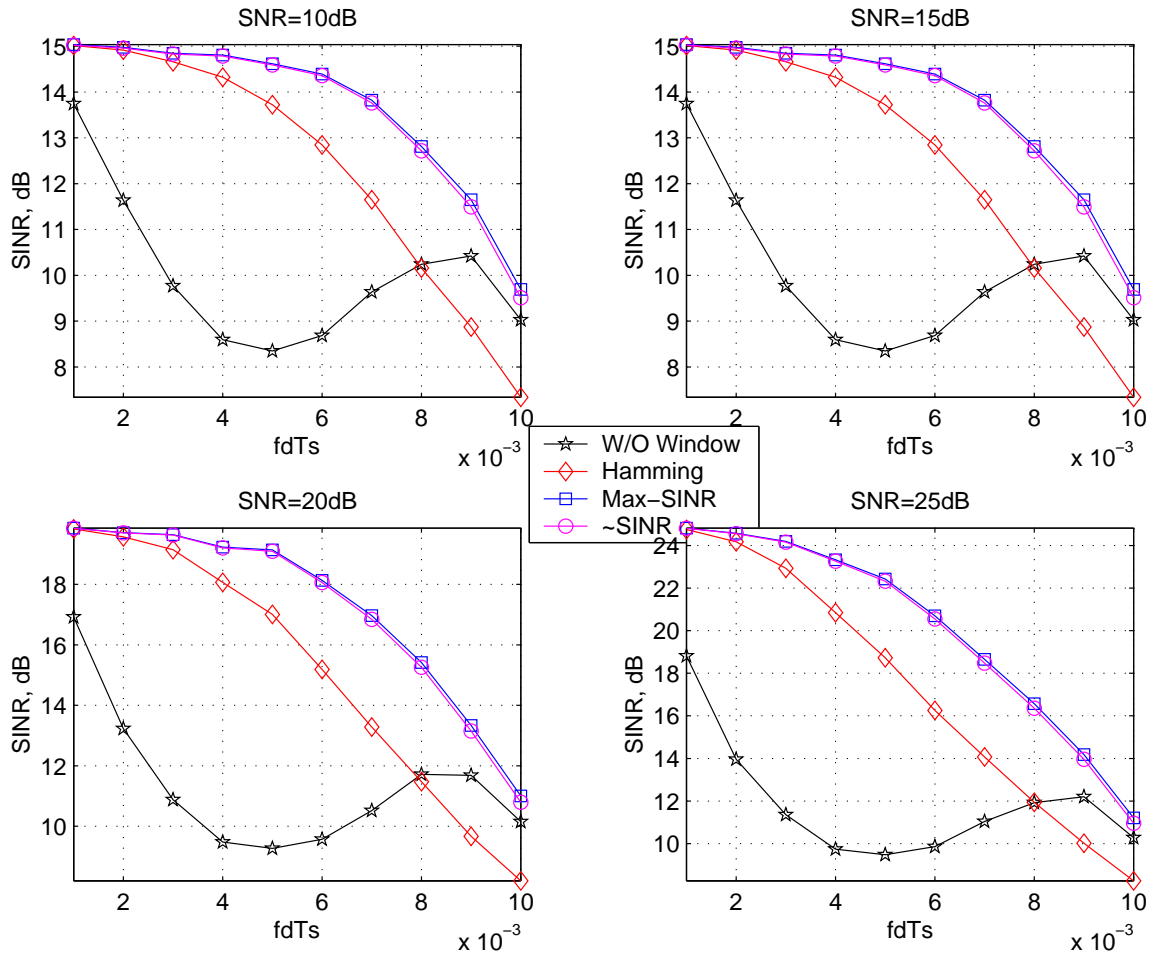 SNR=10dB
15
14
13
12
11
10
9
8
SINR, dB
2
4
6
8
10
fdTs
x 10⁻³
SNR=15dB
15
14
13
12
11
10
9
8
SINR, dB
2
4
6
8
10
fdTs
x 10⁻³
W/O Window
Hamming
Max−SINR
~SINR
SNR=20dB
18
16
14
12
10
SINR, dB
2
4
6
8
10
fdTs
x 10⁻³
SNR=25dB
24
22
20
18
16
14
12
10
SINR, dB
2
4
6
8
10
fdTs
x 10⁻³